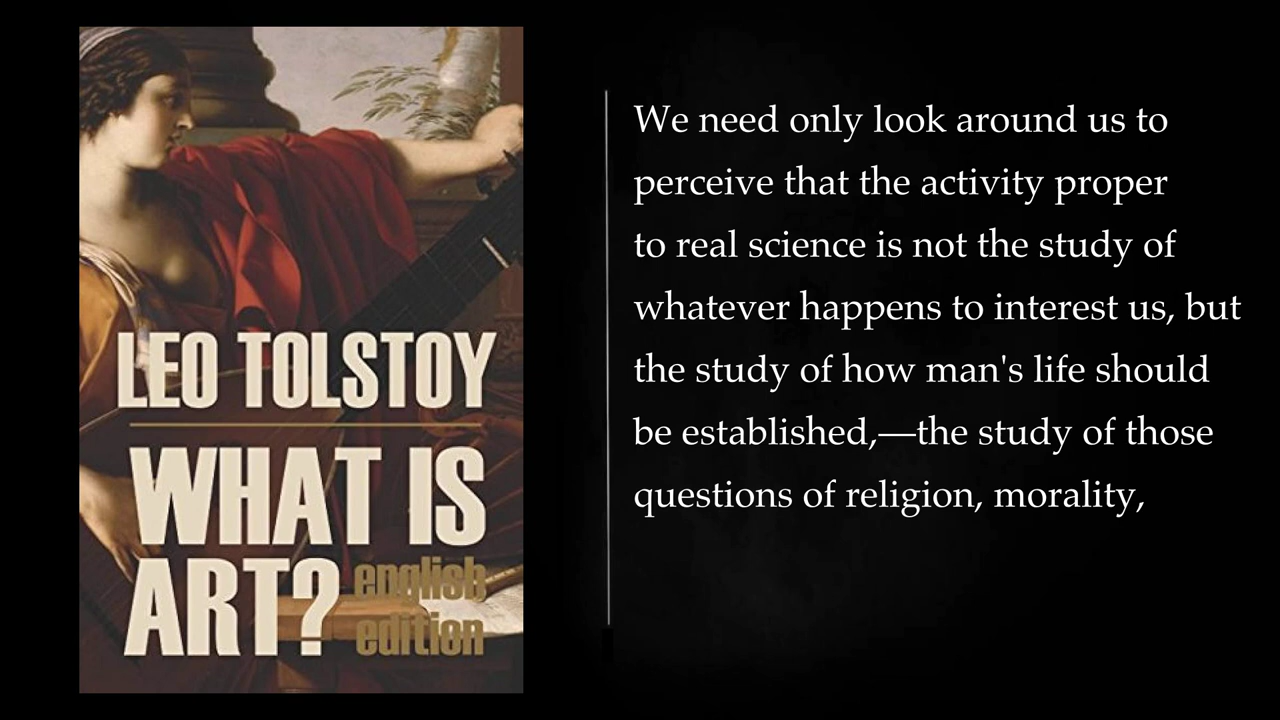 LEO TOLSTOY
WHAT IS
ART?
english
edition
We need only look around us to
perceive that the activity proper
to real science is not the study of
whatever happens to interest us, but
the study of how man's life should
be established,—the study of those
questions of religion, morality,